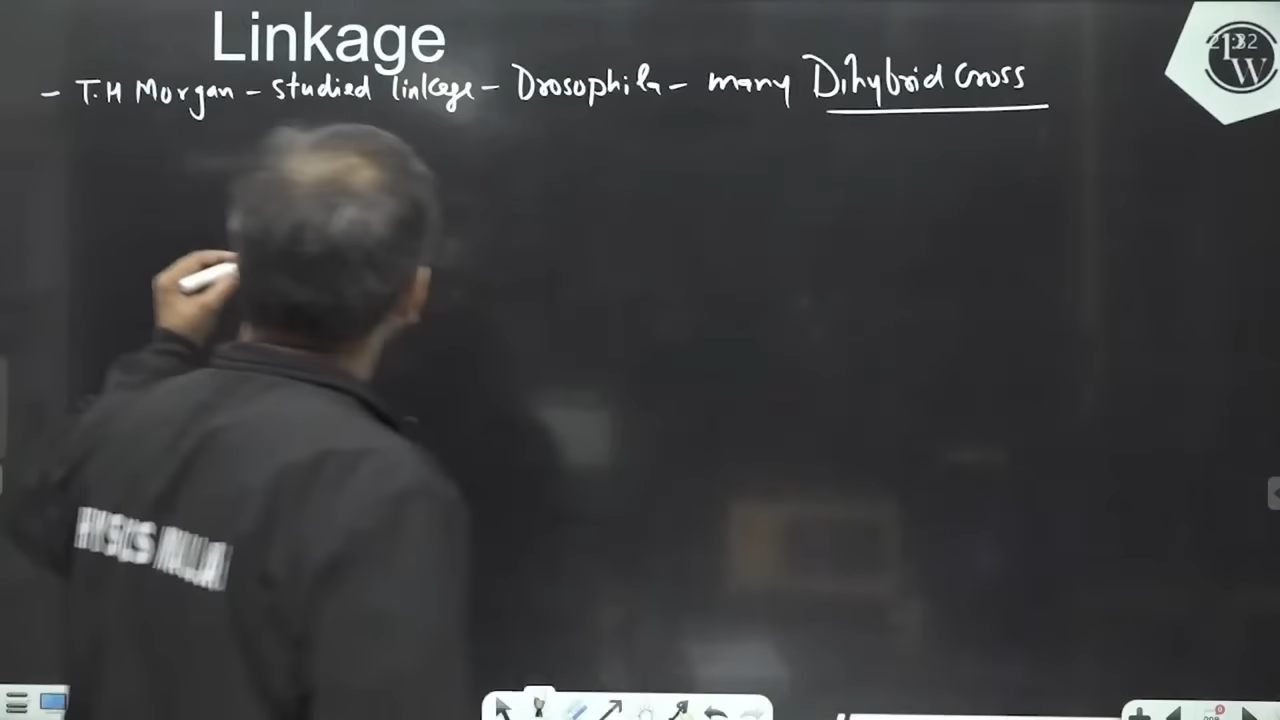 Linkage
- T.H Morgan - studied linkage - Drosophila - many Dihybrid Cross